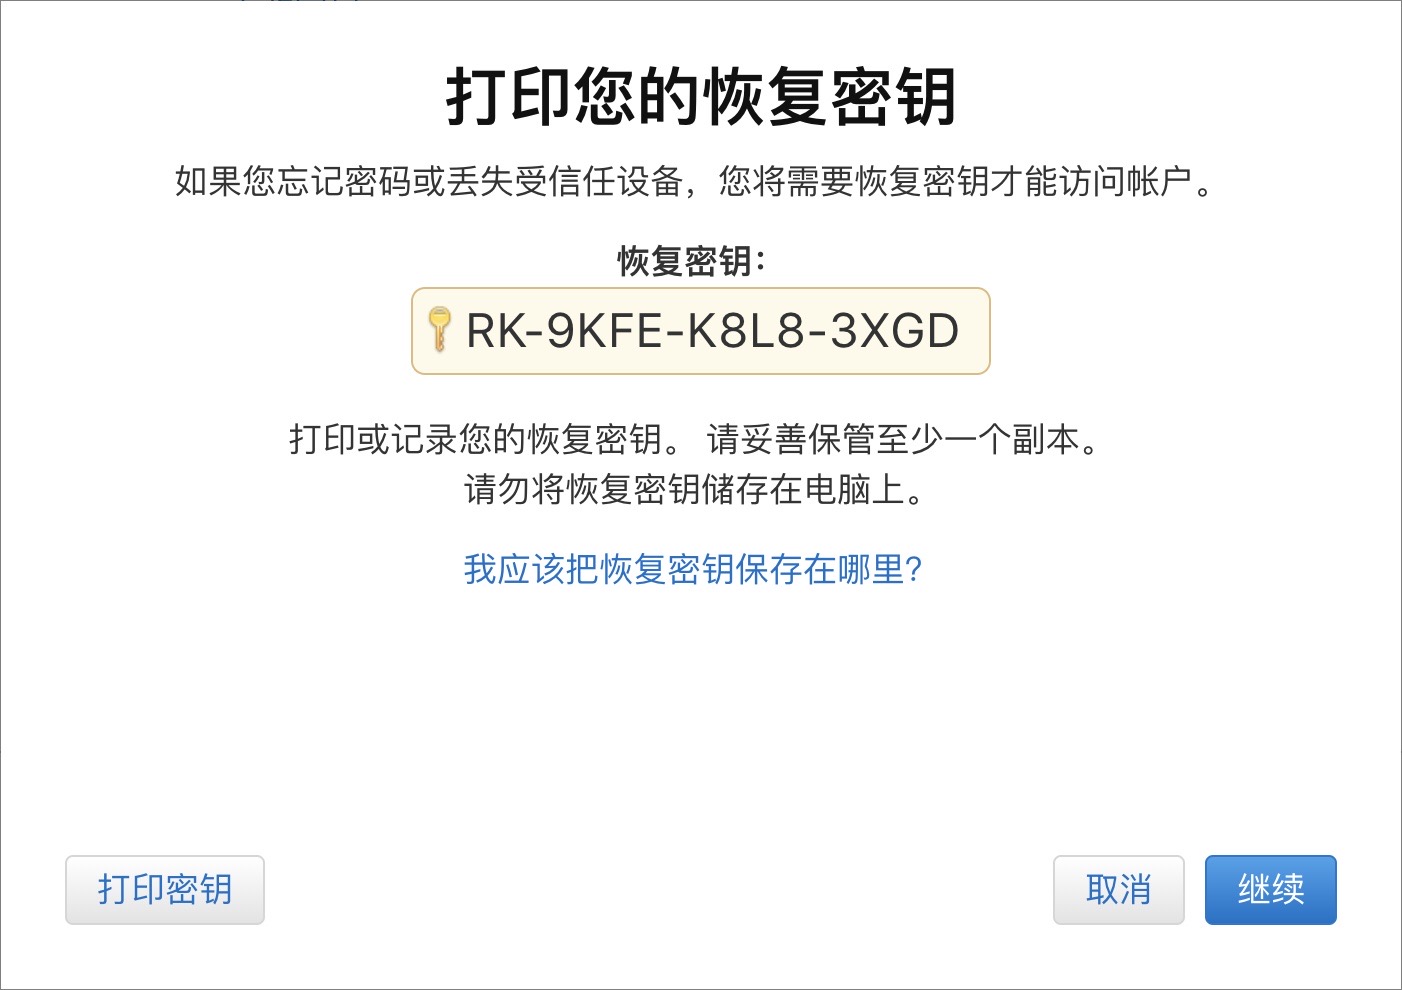 打印您的恢复密钥
如果您忘记密码或丢失受信任设备，您将需要恢复密钥才能访问帐户。
恢复密钥：
RK-9KFE-K8L8-3XGD
打印或记录您的恢复密钥。 请妥善保管至少一个副本。
请勿将恢复密钥储存在电脑上。
我应该把恢复密钥保存在哪里?
打印密钥
取消
继续